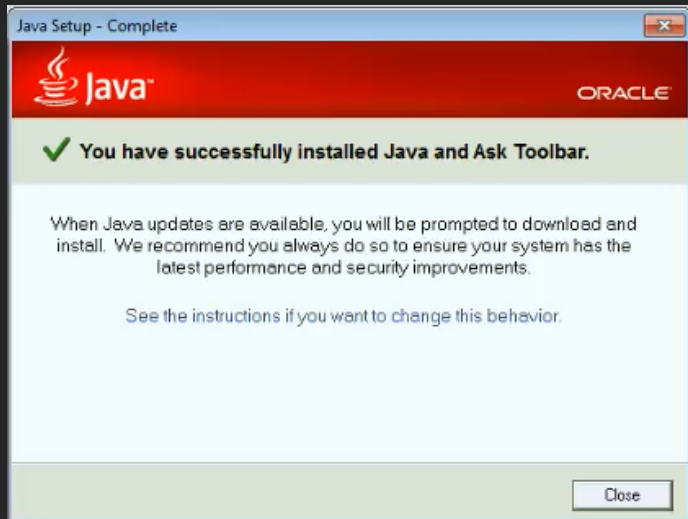 Java Setup - Complete
Java™
ORACLE
You have successfully installed Java and Ask Toolbar.
When Java updates are available, you will be prompted to download and
install. We recommend you always do so to ensure your system has the
latest performance and security improvements.
See the instructions if you want to change this behavior.
Close